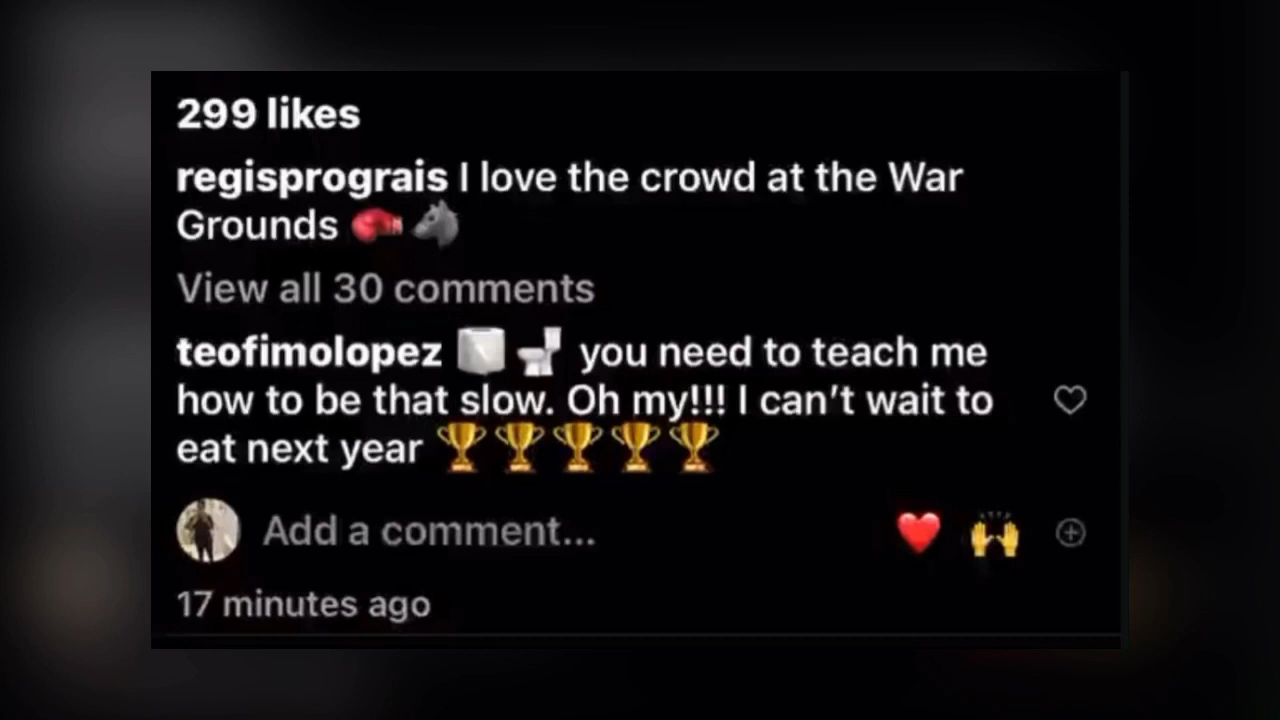 299 likes
regisprograis I love the crowd at the War
Grounds 🥊🐴
View all 30 comments
teofimolopez 🧻🚽 you need to teach me
how to be that slow. Oh my!!! I can’t wait to
eat next year 🏆🏆🏆🏆🏆
Add a comment...
17 minutes ago